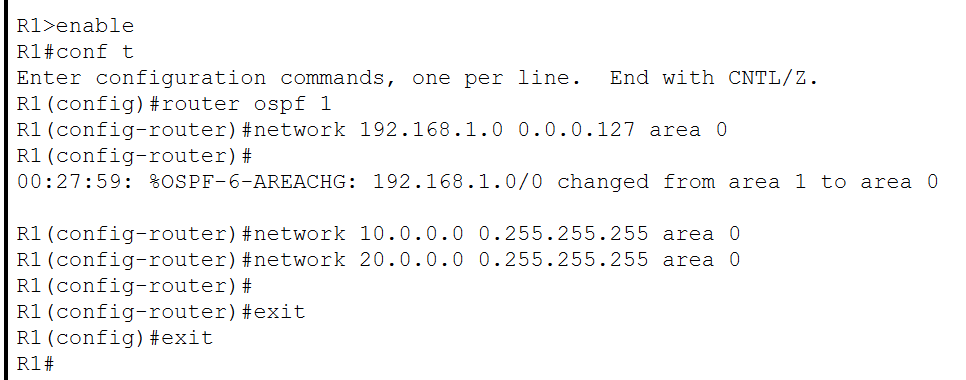 R1>enable
R1#conf t
Enter configuration commands, one per line.  End with CNTL/Z.
R1(config)#router ospf 1
R1(config-router)#network 192.168.1.0 0.0.0.127 area 0
R1(config-router)#
00:27:59: %OSPF-6-AREACHG: 192.168.1.0/0 changed from area 1 to area 0
R1(config-router)#network 10.0.0.0 0.255.255.255 area 0
R1(config-router)#network 20.0.0.0 0.255.255.255 area 0
R1(config-router)#
R1(config-router)#exit
R1(config)#exit
R1#